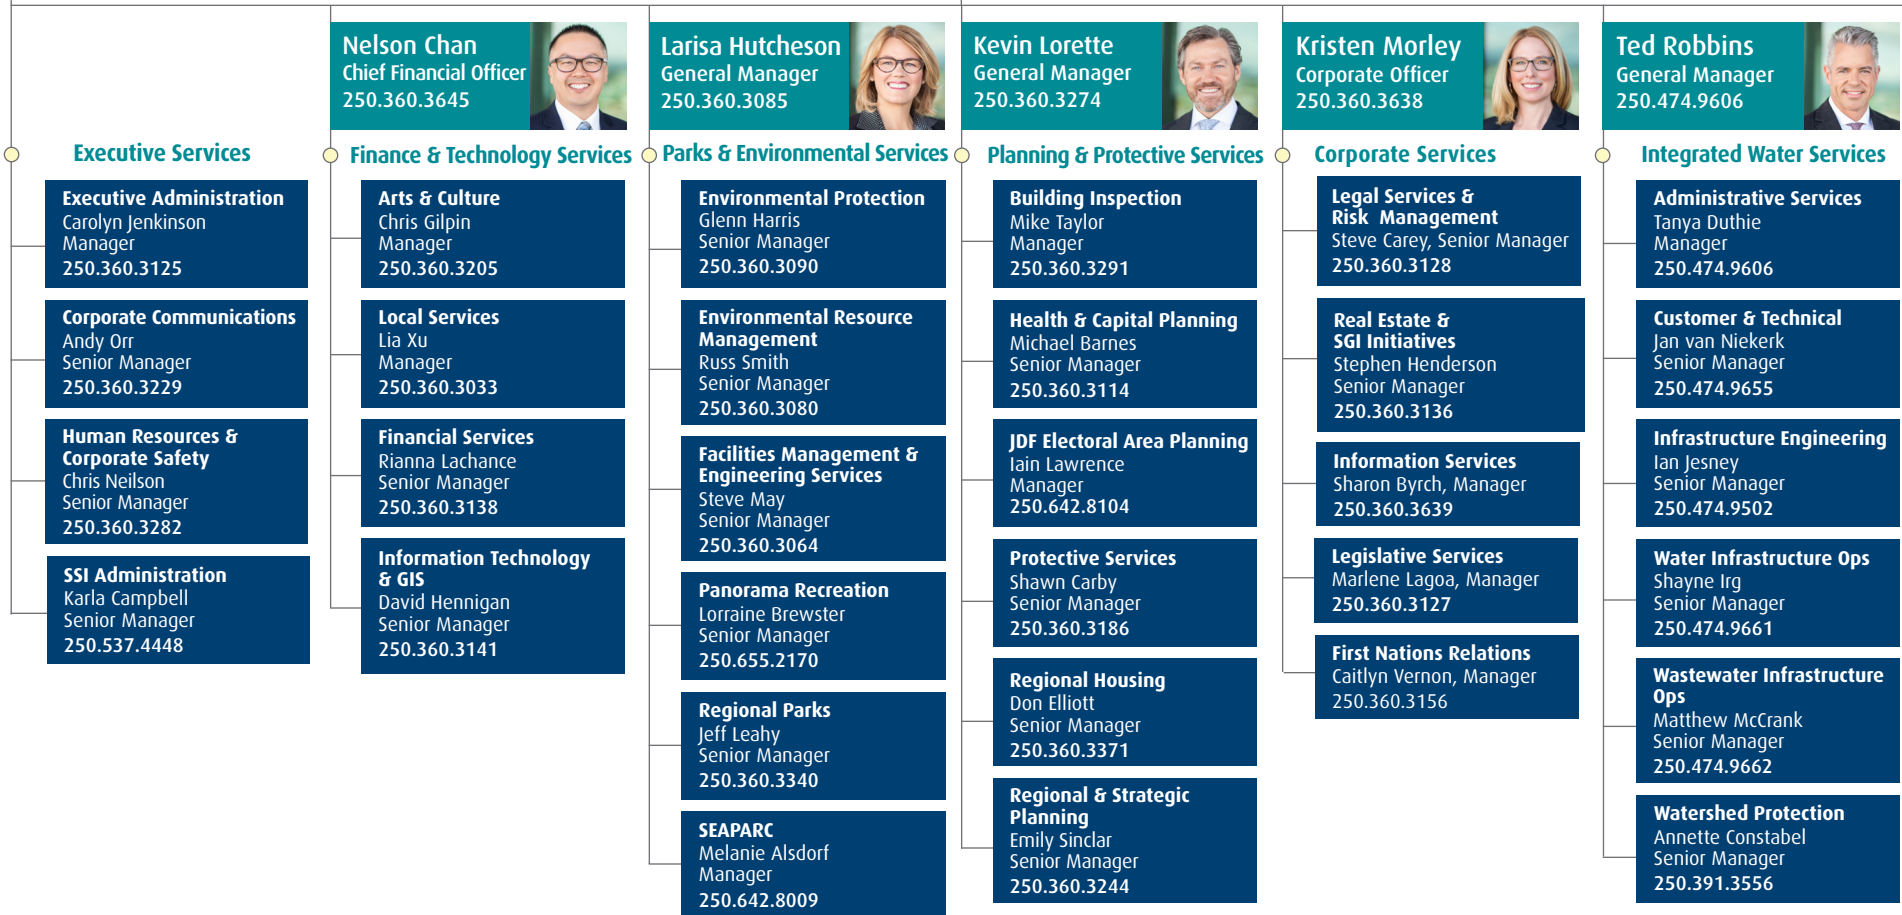 Nelson Chan
Chief Financial Officer
250.360.3645
Larisa Hutcheson
General Manager
250.360.3085
Kevin Lorette
General Manager
250.360.3274
Kristen Morley
Corporate Officer
250.360.3638
Ted Robbins
General Manager
250.474.9606
Executive Services
Executive Administration
Carolyn Jenkinson
Manager
250.360.3125
Corporate Communications
Andy Orr
Senior Manager
250.360.3229
Human Resources &
Corporate Safety
Chris Neilson
Senior Manager
250.360.3282
SSI Administration
Karla Campbell
Senior Manager
250.537.4448
Finance & Technology Services
Arts & Culture
Chris Gilpin
Manager
250.360.3205
Local Services
Lia Xu
Manager
250.360.3033
Financial Services
Rianna Lachance
Senior Manager
250.360.3138
Information Technology
& GIS
David Hennigan
Senior Manager
250.360.3141
Parks & Environmental Services
Environmental Protection
Glenn Harris
Senior Manager
250.360.3090
Environmental Resource
Management
Russ Smith
Senior Manager
250.360.3080
Facilities Management &
Engineering Services
Steve May
Senior Manager
250.360.3064
Panorama Recreation
Lorraine Brewster
Senior Manager
250.655.2170
Regional Parks
Jeff Leahy
Senior Manager
250.360.3340
SEAPARC
Melanie Alsdorf
Manager
250.642.8009
Planning & Protective Services
Building Inspection
Mike Taylor
Manager
250.360.3291
Health & Capital Planning
Michael Barnes
Senior Manager
250.360.3114
JDF Electoral Area Planning
Iain Lawrence
Manager
250.642.8104
Protective Services
Shawn Carby
Senior Manager
250.360.3186
Regional Housing
Don Elliott
Senior Manager
250.360.3371
Regional & Strategic
Planning
Emily Sinclar
Senior Manager
250.360.3244
Corporate Services
Legal Services &
Risk Management
Steve Carey, Senior Manager
250.360.3128
Real Estate &
SGI Initiatives
Stephen Henderson
Senior Manager
250.360.3136
Information Services
Sharon Byrch, Manager
250.360.3639
Legislative Services
Marlene Lagoa, Manager
250.360.3127
First Nations Relations
Caitlyn Vernon, Manager
250.360.3156
Integrated Water Services
Administrative Services
Tanya Duthie
Manager
250.474.9606
Customer & Technical
Jan van Niekerk
Senior Manager
250.474.9655
Infrastructure Engineering
Ian Jesney
Senior Manager
250.474.9502
Water Infrastructure Ops
Shayne Irg
Senior Manager
250.474.9661
Wastewater Infrastructure
Ops
Matthew McCrank
Senior Manager
250.474.9662
Watershed Protection
Annette Constabel
Senior Manager
250.391.3556